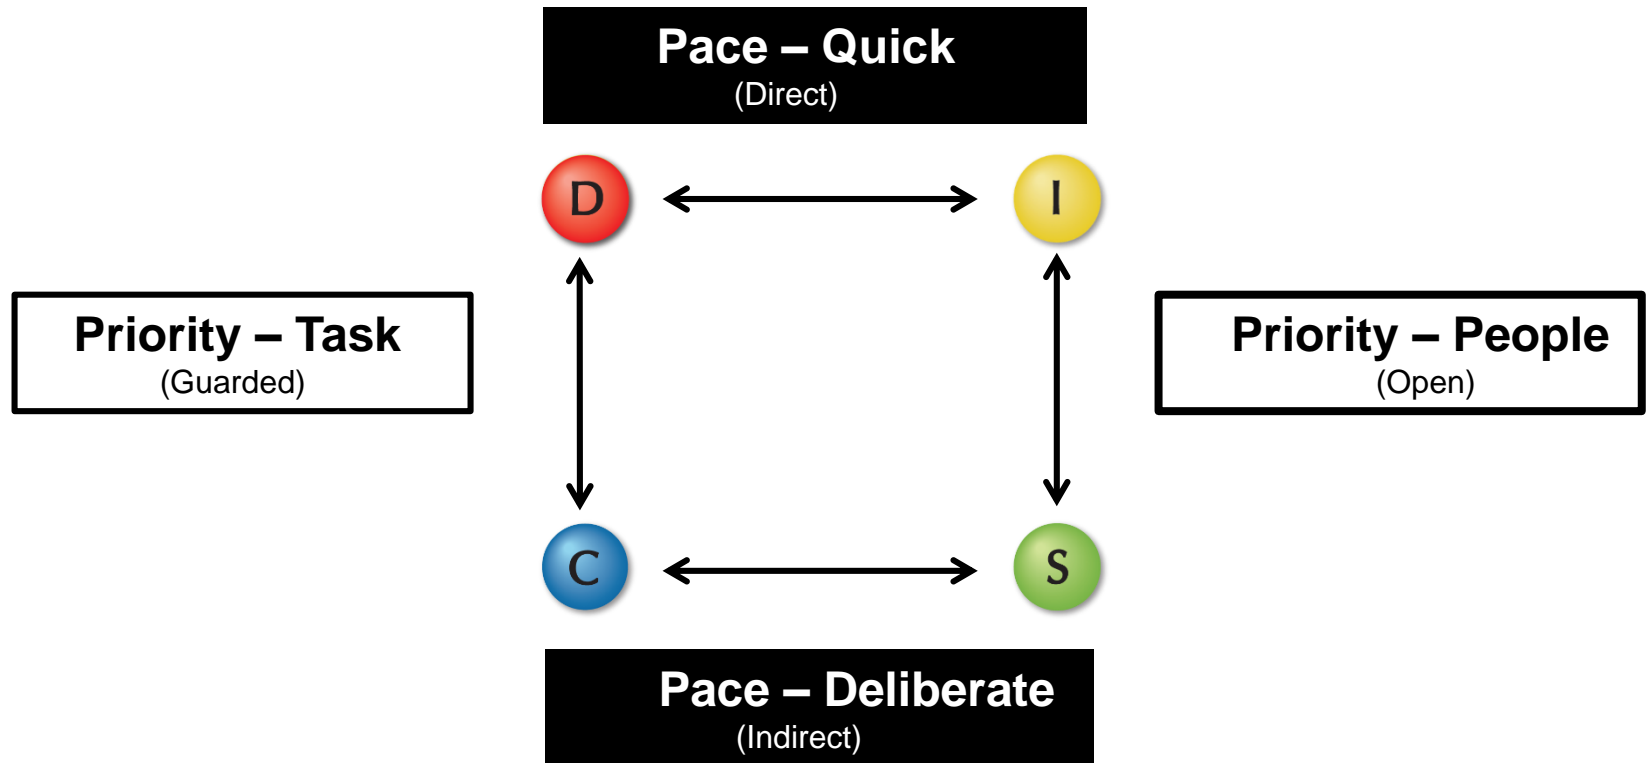 Pace – Quick
(Direct)
D
I
Priority – Task
(Guarded)
Priority – People
(Open)
C
S
Pace – Deliberate
(Indirect)